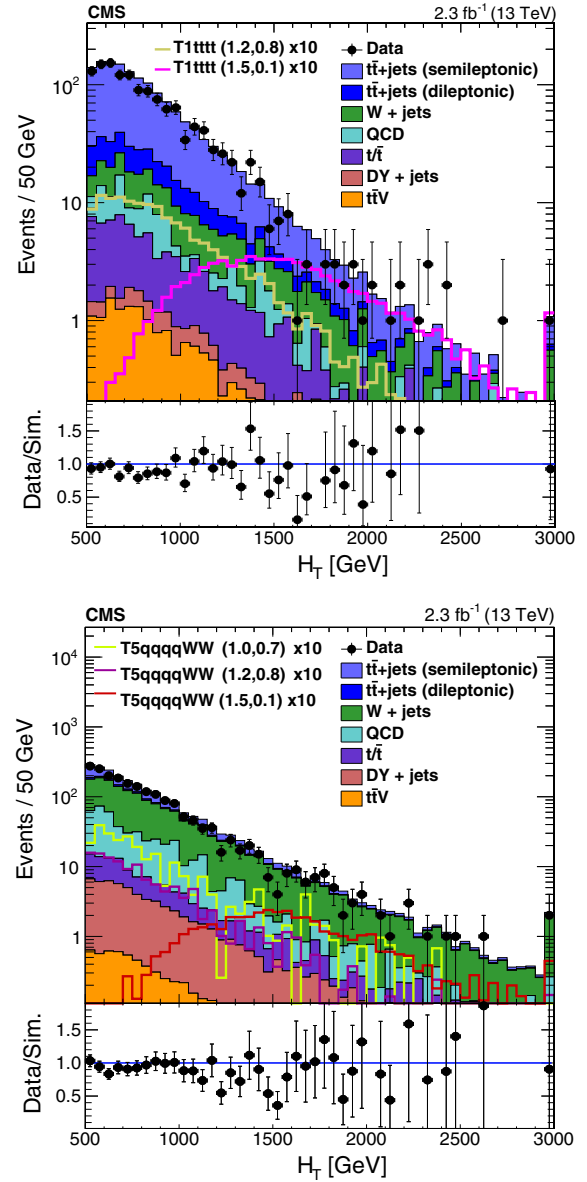 CMS 2.3 fb⁻¹ (13 TeV)
T1tttt (1.2,0.8) x10
T1tttt (1.5,0.1) x10
Data
tt̄+jets (semileptonic)
tt̄+jets (dileptonic)
W + jets
QCD
t/t̄
DY + jets
tt̄V
Events / 50 GeV
10²
10
1
Data/Sim.
1.5
1.0
0.5
500 1000 1500 2000 2500 3000
H_T [GeV]
CMS 2.3 fb⁻¹ (13 TeV)
T5qqqqWW (1.0,0.7) x10
T5qqqqWW (1.2,0.8) x10
T5qqqqWW (1.5,0.1) x10
Data
tt̄+jets (semileptonic)
tt̄+jets (dileptonic)
W + jets
QCD
t/t̄
DY + jets
tt̄V
Events / 50 GeV
10⁴
10³
10²
10
1
Data/Sim.
1.5
1.0
0.5
500 1000 1500 2000 2500 3000
H_T [GeV]